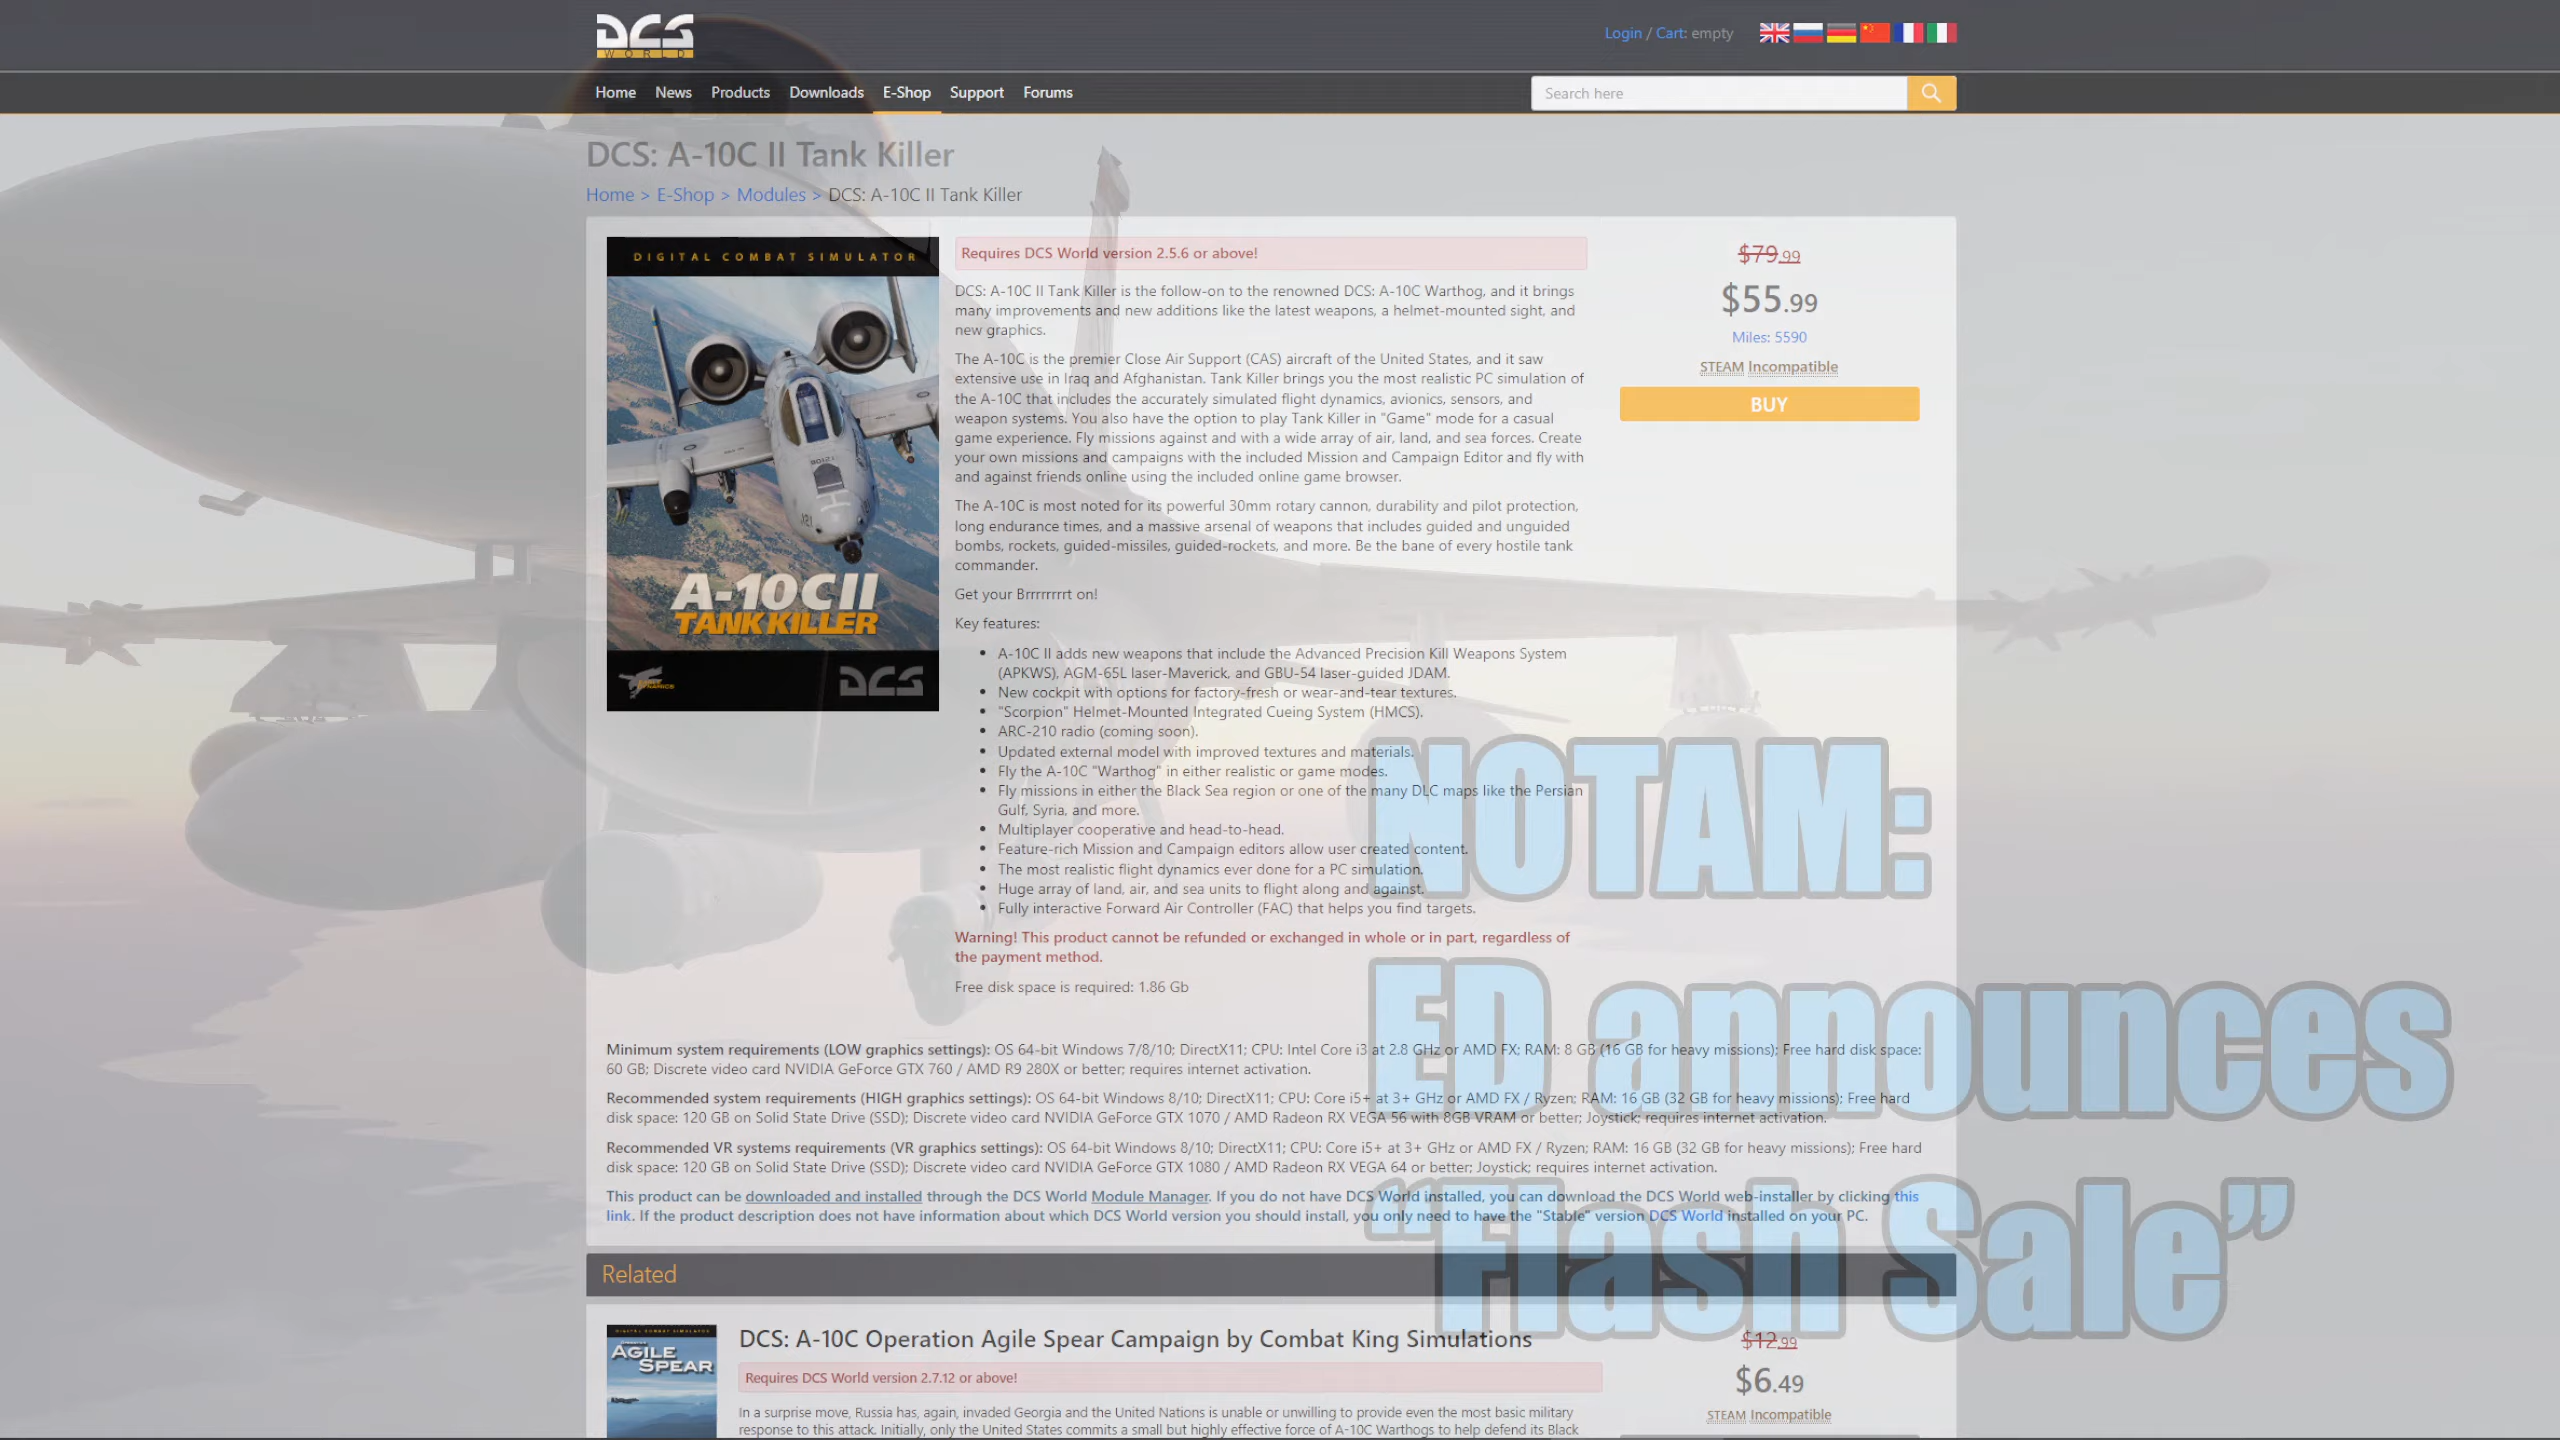 DCS
WORLD
Login / Cart: empty
Home News Products Downloads E-Shop Support Forums
Search here
DCS: A-10C II Tank Killer
Home > E-Shop > Modules > DCS: A-10C II Tank Killer
DIGITAL COMBAT SIMULATOR
A-10C II
TANK KILLER
DCS
Requires DCS World version 2.5.6 or above!
DCS: A-10C II Tank Killer is the follow-on to the renowned DCS: A-10C Warthog, and it brings
many improvements and new additions like the latest weapons, a helmet-mounted sight, and
new graphics.
The A-10C is the premier Close Air Support (CAS) aircraft of the United States, and it saw
extensive use in Iraq and Afghanistan. Tank Killer brings you the most realistic PC simulation of
the A-10C that includes the accurately simulated flight dynamics, avionics, sensors, and
weapon systems. You also have the option to play Tank Killer in "Game" mode for a casual
game experience. Fly missions against and with a wide array of air, land, and sea forces. Create
your own missions and campaigns with the included Mission and Campaign Editor and fly with
and against friends online using the included online game browser.
The A-10C is most noted for its powerful 30mm rotary cannon, durability and pilot protection,
long endurance times, and a massive arsenal of weapons that includes guided and unguided
bombs, rockets, guided-missiles, guided-rockets, and more. Be the bane of every hostile tank
commander.
Get your Brrrrrrrrt on!
Key features:
• A-10C II adds new weapons that include the Advanced Precision Kill Weapons System
(APKWS), AGM-65L laser-Maverick, and GBU-54 laser-guided JDAM.
• New cockpit with options for factory-fresh or wear-and-tear textures.
• "Scorpion" Helmet-Mounted Integrated Cueing System (HMCS).
• ARC-210 radio (coming soon).
• Updated external model with improved textures and materials.
• Fly the A-10C "Warthog" in either realistic or game modes.
• Fly missions in either the Black Sea region or one of the many DLC maps like the Persian
Gulf, Syria, and more.
• Multiplayer cooperative and head-to-head.
• Feature-rich Mission and Campaign editors allow user created content.
• The most realistic flight dynamics ever done for a PC simulation.
• Huge array of land, air, and sea units to flight along and against.
• Fully interactive Forward Air Controller (FAC) that helps you find targets.
Warning! This product cannot be refunded or exchanged in whole or in part, regardless of
the payment method.
Free disk space is required: 1.86 Gb
$79.99
$55.99
Miles: 5590
STEAM Incompatible
BUY
Minimum system requirements (LOW graphics settings): OS 64-bit Windows 7/8/10; DirectX11; CPU: Intel Core i3 at 2.8 GHz or AMD FX; RAM: 8 GB (16 GB for heavy missions); Free hard disk space:
60 GB; Discrete video card NVIDIA GeForce GTX 760 / AMD R9 280X or better; requires internet activation.
Recommended system requirements (HIGH graphics settings): OS 64-bit Windows 8/10; DirectX11; CPU: Core i5+ at 3+ GHz or AMD FX / Ryzen; RAM: 16 GB (32 GB for heavy missions); Free hard
disk space: 120 GB on Solid State Drive (SSD); Discrete video card NVIDIA GeForce GTX 1070 / AMD Radeon RX VEGA 56 with 8GB VRAM or better; Joystick; requires internet activation.
Recommended VR systems requirements (VR graphics settings): OS 64-bit Windows 8/10; DirectX11; CPU: Core i5+ at 3+ GHz or AMD FX / Ryzen; RAM: 16 GB (32 GB for heavy missions); Free hard
disk space: 120 GB on Solid State Drive (SSD); Discrete video card NVIDIA GeForce GTX 1080 / AMD Radeon RX VEGA 64 or better; Joystick; requires internet activation.
This product can be downloaded and installed through the DCS World Module Manager. If you do not have DCS World installed, you can download the DCS World web-installer by clicking this
link. If the product description does not have information about which DCS World version you should install, you only need to have the "Stable" version DCS World installed on your PC.
NOTAM:
ED announces
“Flash Sale”
Related
AGILE
SPEAR
DCS: A-10C Operation Agile Spear Campaign by Combat King Simulations
Requires DCS World version 2.7.12 or above!
In a surprise move, Russia has, again, invaded Georgia and the United Nations is unable or unwilling to provide even the most basic military
response to this attack. Initially, only the United States commits a small but highly effective force of A-10C Warthogs to help defend its Black
$12.99
$6.49
STEAM Incompatible